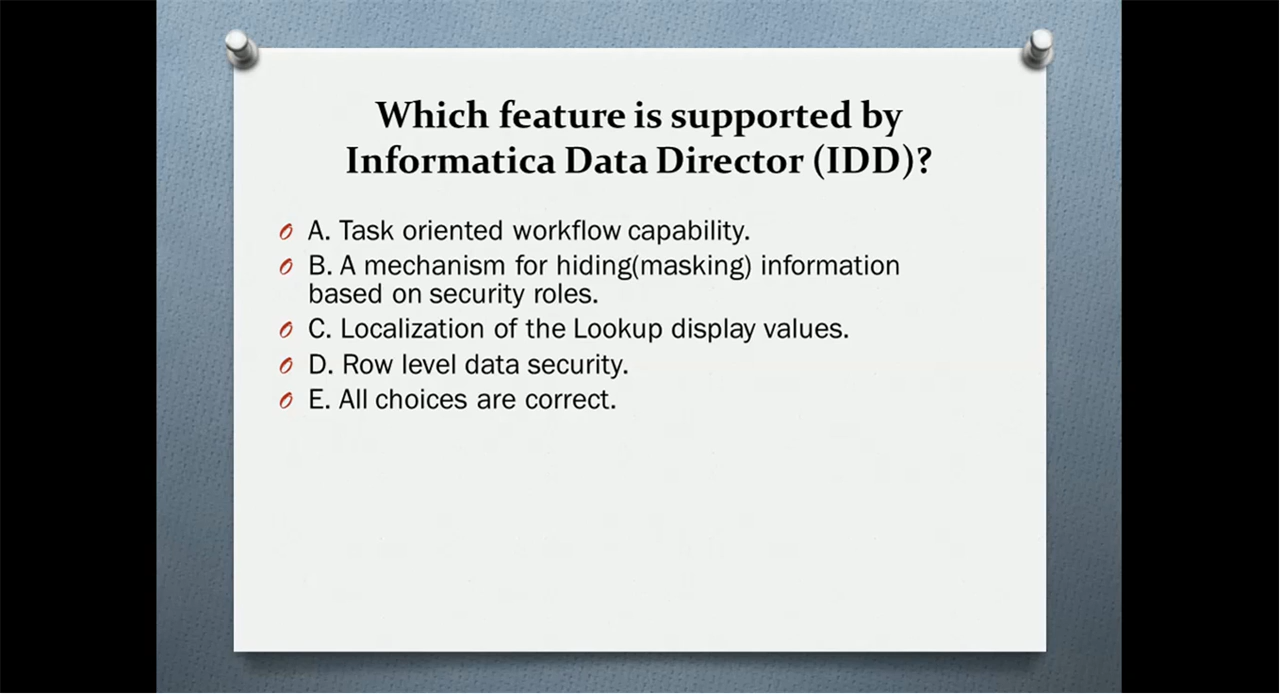 Which feature is supported by
Informatica Data Director (IDD)?
A. Task oriented workflow capability.
B. A mechanism for hiding(masking) information
based on security roles.
C. Localization of the Lookup display values.
D. Row level data security.
E. All choices are correct.